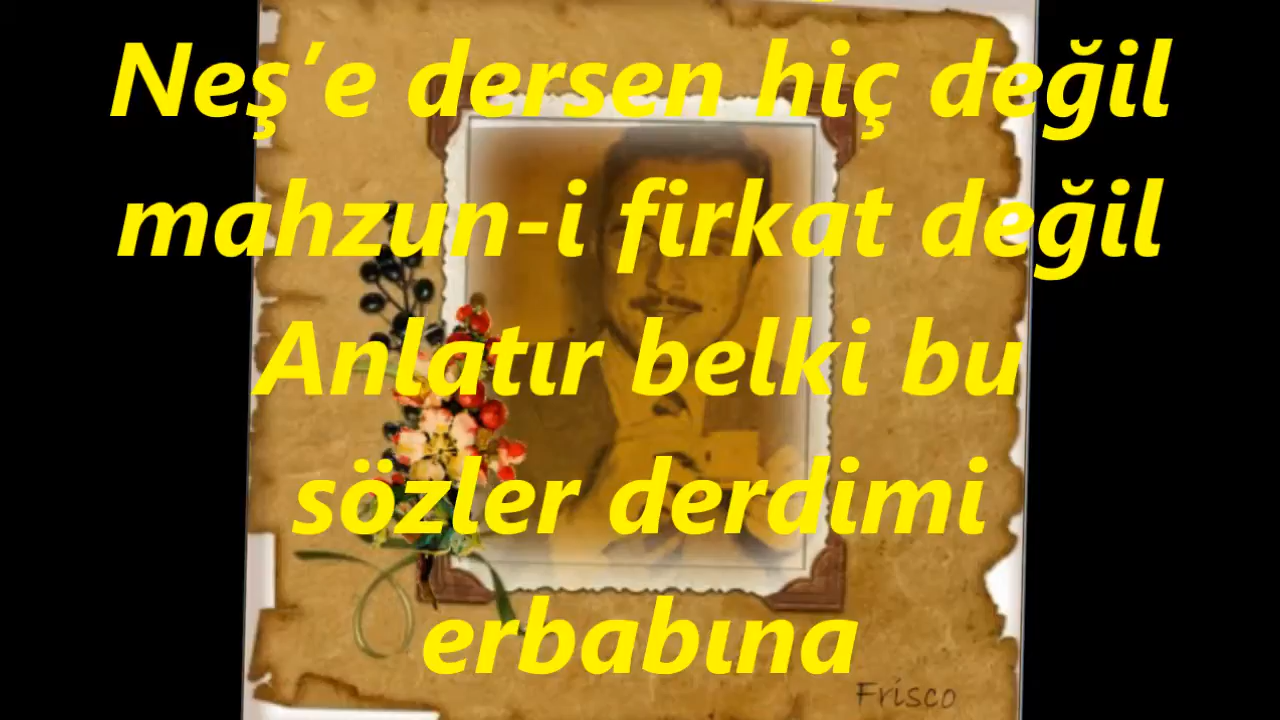 Neş’e dersen hiç değil
mahzun-i firkat değil
Anlatır belki bu
sözler derdimi
erbabına
Frisco